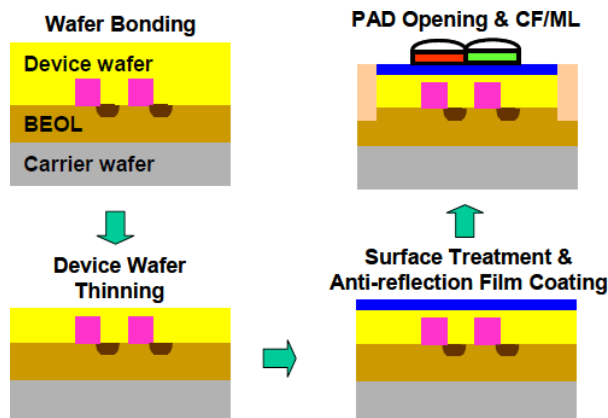 Wafer Bonding
Device wafer
BEOL
Carrier wafer
Device Wafer
Thinning
Surface Treatment &
Anti-reflection Film Coating
PAD Opening & CF/ML